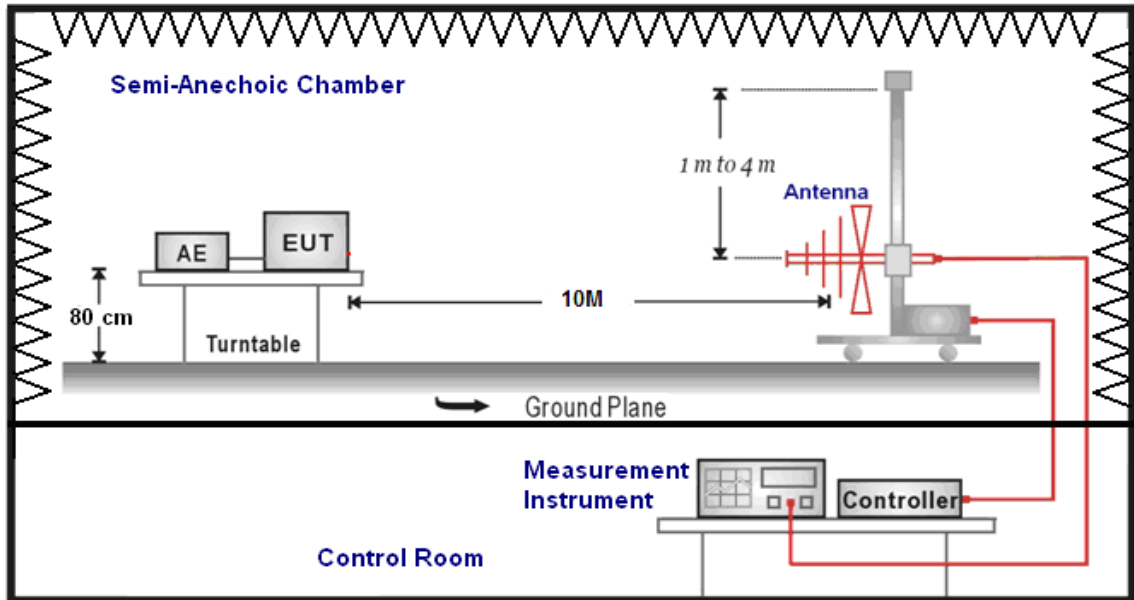 Semi-Anechoic Chamber
1 m to 4 m
Antenna
AE
EUT
10M
80 cm
Turntable
Ground Plane
Measurement
Instrument
Controller
Control Room